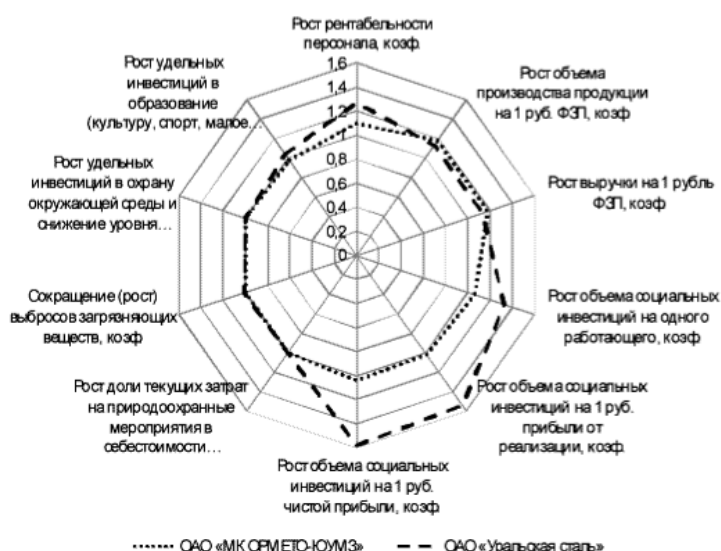 Рост рентабельности
персонала, коэф.
1,6
1,4
1,2
1
0,8
0,6
0,4
0,2
0
Рост объема
производства продукции
на 1 руб. ФЗП, коэф
Рост выручки на 1 рубль
ФЗП, коэф
Рост объема социальных
инвестиций на одного
работающего, коэф
Рост объема социальных
инвестиций на 1 руб.
прибыли от
реализации, коэф.
Рост объема социальных
инвестиций на 1 руб.
чистой прибыли, коэф
Рост доли текущих затрат
на природоохранные
мероприятия в
себестоимости…
Сокращение (рост)
выбросов загрязняющих
веществ, коэф
Рост удельных
инвестиций в охрану
окружающей среды и
снижение уровня…
Рост удельных
инвестиций в
образование
(культуру, спорт, малое…
ОАО «МК ОРМЕТО-ЮУМЗ»
ОАО «Уральская сталь»